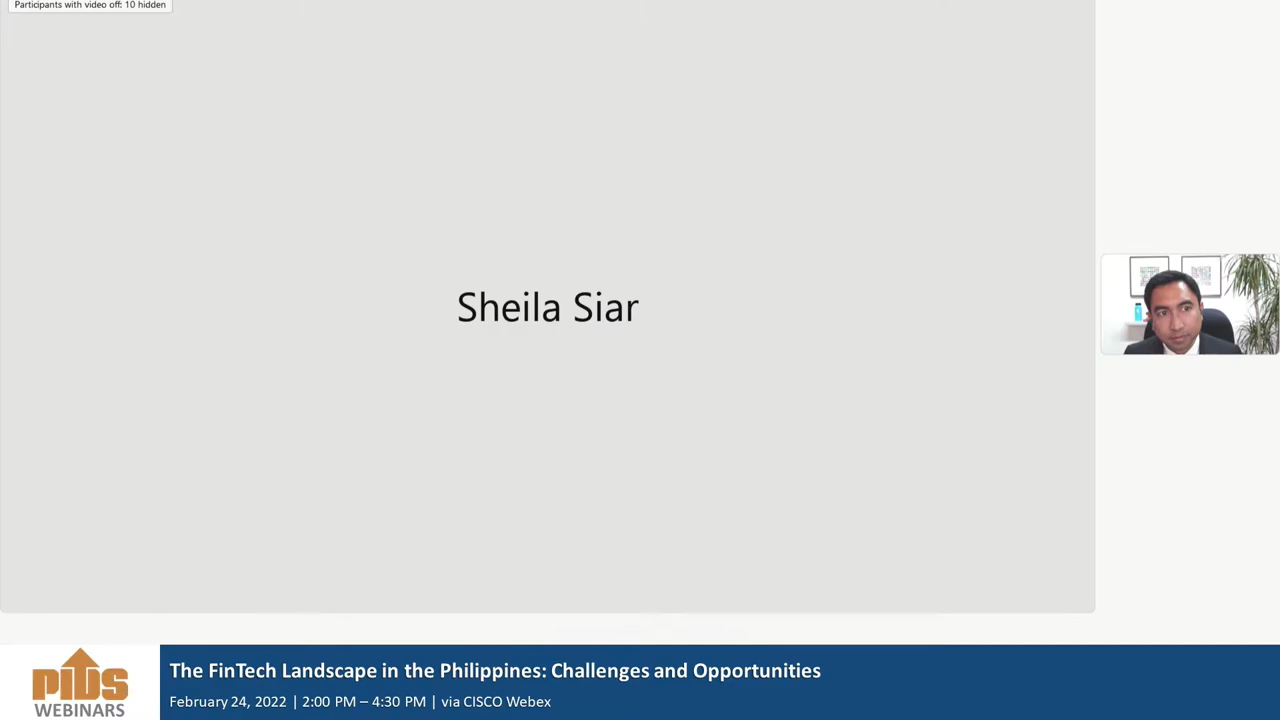 Participants with video off: 10 hidden
Sheila Siar
PIDS
WEBINARS
The FinTech Landscape in the Philippines: Challenges and Opportunities
February 24, 2022 | 2:00 PM – 4:30 PM | via CISCO Webex